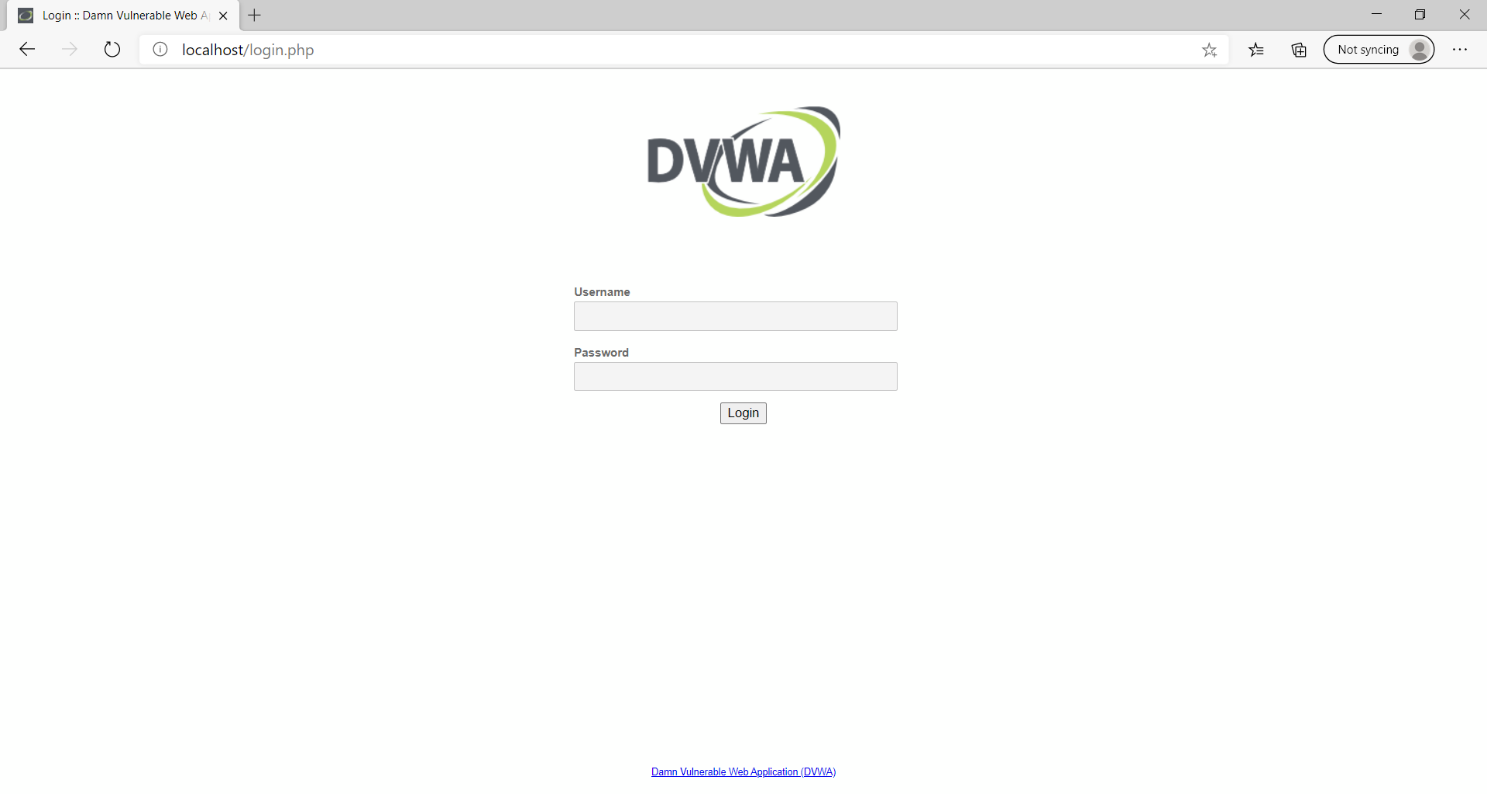 Login :: Damn Vulnerable Web A
localhost/login.php
Not syncing
DVWA
Username
Password
Login
Damn Vulnerable Web Application (DVWA)